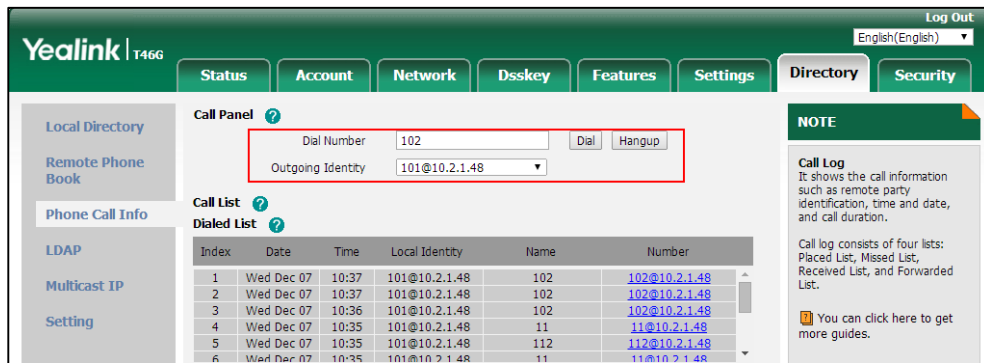 Log Out
Yealink T46G
English(English)
Status Account Network Dsskey Features Settings Directory Security
Local Directory
Remote Phone
Book
Phone Call Info
LDAP
Multicast IP
Setting
Call Panel ?
Dial Number 102 Dial Hangup
Outgoing Identity 101@10.2.1.48
Call List ?
Dialed List ?
Index Date Time Local Identity Name Number
1 Wed Dec 07 10:37 101@10.2.1.48 102 102@10.2.1.48
2 Wed Dec 07 10:37 101@10.2.1.48 102 102@10.2.1.48
3 Wed Dec 07 10:36 101@10.2.1.48 102 102@10.2.1.48
4 Wed Dec 07 10:35 101@10.2.1.48 11 11@10.2.1.48
5 Wed Dec 07 10:35 101@10.2.1.48 112 112@10.2.1.48
6 Wed Dec 07 10:35 101@10.2.1.48 11 11@10.2.1.48
NOTE
Call Log
It shows the call information
such as remote party
identification, time and date,
and call duration.
Call log consists of four lists:
Placed List, Missed List,
Received List, and Forwarded
List.
? You can click here to get
more guides.